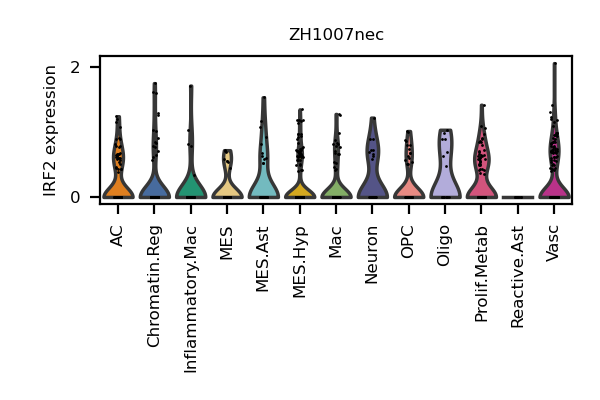 ZH1007nec
IRF2 expression
2
0
AC
Chromatin.Reg
Inflammatory.Mac
MES
MES.Ast
MES.Hyp
Mac
Neuron
OPC
Oligo
Prolif.Metab
Reactive.Ast
Vasc